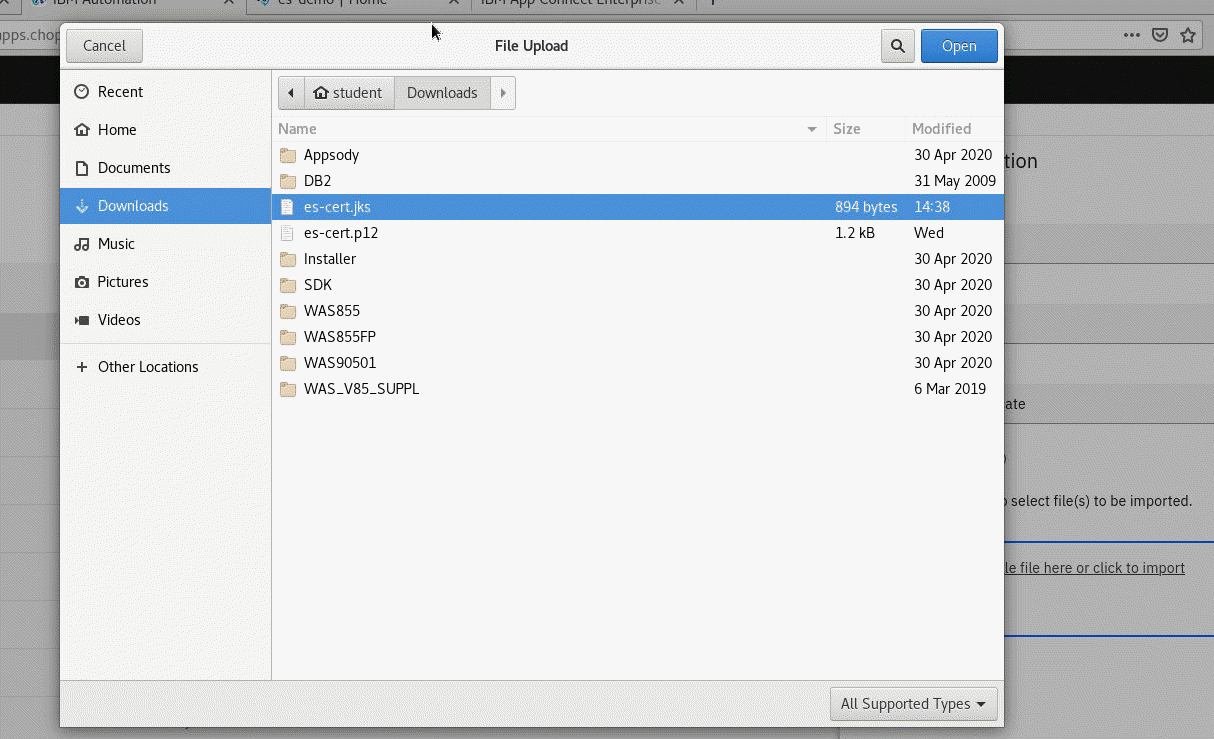 IBM Automation
es-demo | Home
IBM App Connect Enterprise
apps.chop
Cancel
File Upload
Open
Recent
Home
Documents
Downloads
Music
Pictures
Videos
Other Locations
student
Downloads
Name Size Modified
Appsody 30 Apr 2020
DB2 31 May 2009
es-cert.jks 894 bytes 14:38
es-cert.p12 1.2 kB Wed
Installer 30 Apr 2020
SDK 30 Apr 2020
WAS855 30 Apr 2020
WAS855FP 30 Apr 2020
WAS90501 30 Apr 2020
WAS_V85_SUPPL 6 Mar 2019
All Supported Types
tion
ate
select file(s) to be imported.
le file here or click to import